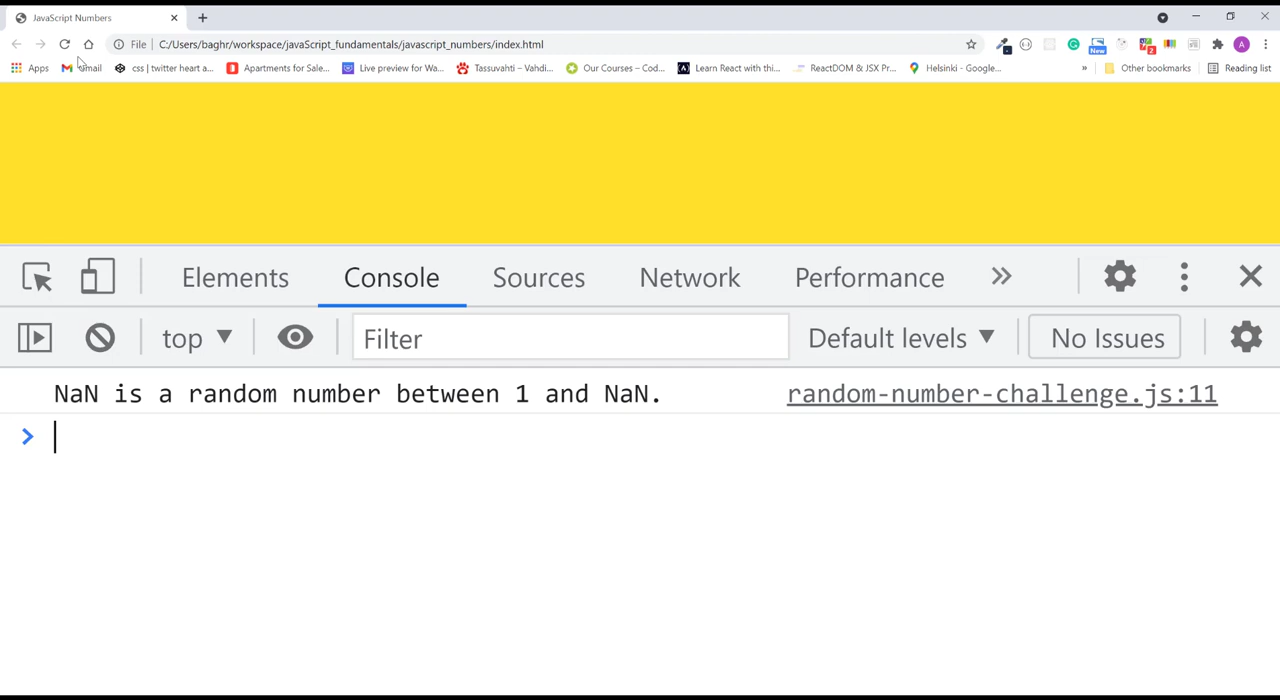 JavaScript Numbers
File C:/Users/baghr/workspace/javaScript_fundamentals/javascript_numbers/index.html
New 2 A
Apps Gmail css | twitter heart a... Apartments for Sale... Live preview for Wa... Tassuvahti – Vahdi... Our Courses – Cod... Learn React with thi... ReactDOM & JSX Pr... Helsinki - Google... » Other bookmarks Reading list
Elements Console Sources Network Performance
top Filter Default levels No Issues
NaN is a random number between 1 and NaN. random-number-challenge.js:11